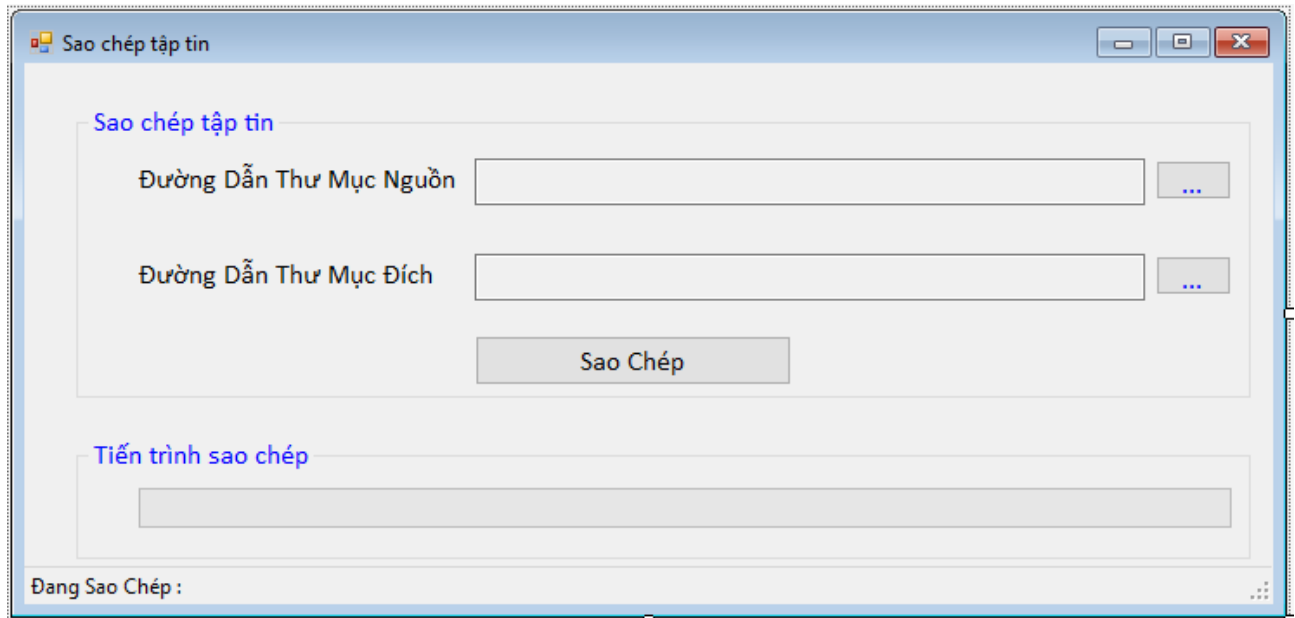 Sao chép tập tin
Sao chép tập tin
Đường Dẫn Thư Mục Nguồn
...
Đường Dẫn Thư Mục Đích
...
Sao Chép
Tiến trình sao chép
Đang Sao Chép :